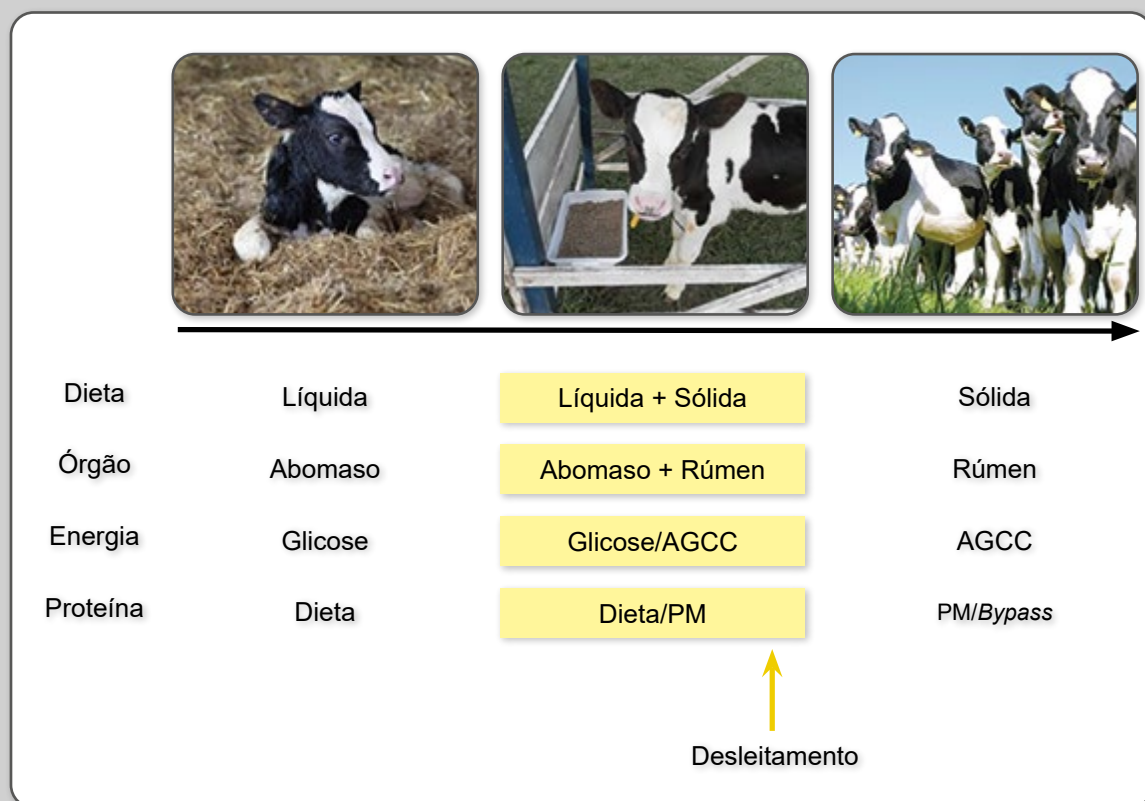 Dieta Líquida Líquida + Sólida Sólida
Órgão Abomaso Abomaso + Rúmen Rúmen
Energia Glicose Glicose/AGCC AGCC
Proteína Dieta Dieta/PM PM/Bypass
Desleitamento